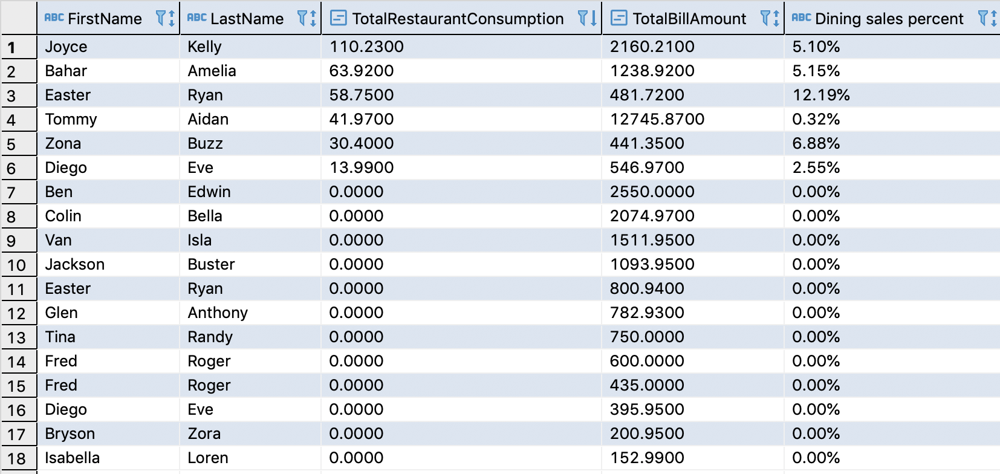 ABC FirstName ABC LastName TotalRestaurantConsumption TotalBillAmount ABC Dining sales percent
1 Joyce Kelly 110.2300 2160.2100 5.10%
2 Bahar Amelia 63.9200 1238.9200 5.15%
3 Easter Ryan 58.7500 481.7200 12.19%
4 Tommy Aidan 41.9700 12745.8700 0.32%
5 Zona Buzz 30.4000 441.3500 6.88%
6 Diego Eve 13.9900 546.9700 2.55%
7 Ben Edwin 0.0000 2550.0000 0.00%
8 Colin Bella 0.0000 2074.9700 0.00%
9 Van Isla 0.0000 1511.9500 0.00%
10 Jackson Buster 0.0000 1093.9500 0.00%
11 Easter Ryan 0.0000 800.9400 0.00%
12 Glen Anthony 0.0000 782.9300 0.00%
13 Tina Randy 0.0000 750.0000 0.00%
14 Fred Roger 0.0000 600.0000 0.00%
15 Fred Roger 0.0000 435.0000 0.00%
16 Diego Eve 0.0000 395.9500 0.00%
17 Bryson Zora 0.0000 200.9500 0.00%
18 Isabella Loren 0.0000 152.9900 0.00%